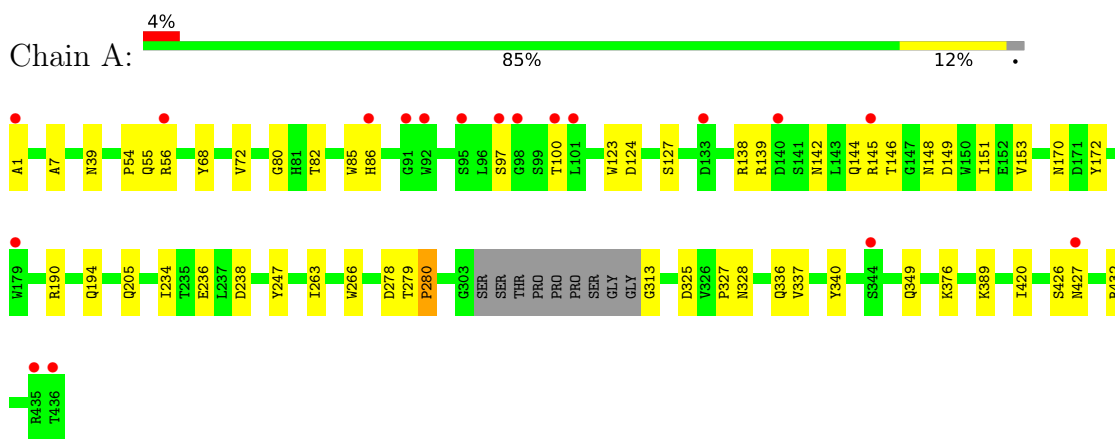 4%
Chain A:
85% 12% •
A1 A7 N39 P54 Q55 R56 Y68 V72 G80 H81 T82 W85 H86 G91 W92 S95 L96 S97 G98 S99 T100 L101 W123 D124 S127 D133 R138 R139 D140 S141 N142 L143 Q144 R145 T146 G147 N148 D149 W150 I151 E152 V153 N170 D171 Y172
W179 R190 Q194 Q205 I234 T235 E236 L237 D238 Y247 I263 W266 D278 T279 P280 G303 SER SER THR PRO PRO PRO SER GLY GLY G313 D325 V326 P327 N328 Q336 V337 Y340 S344 Q349 K376 K389 I420 S426 N427
R435 T436